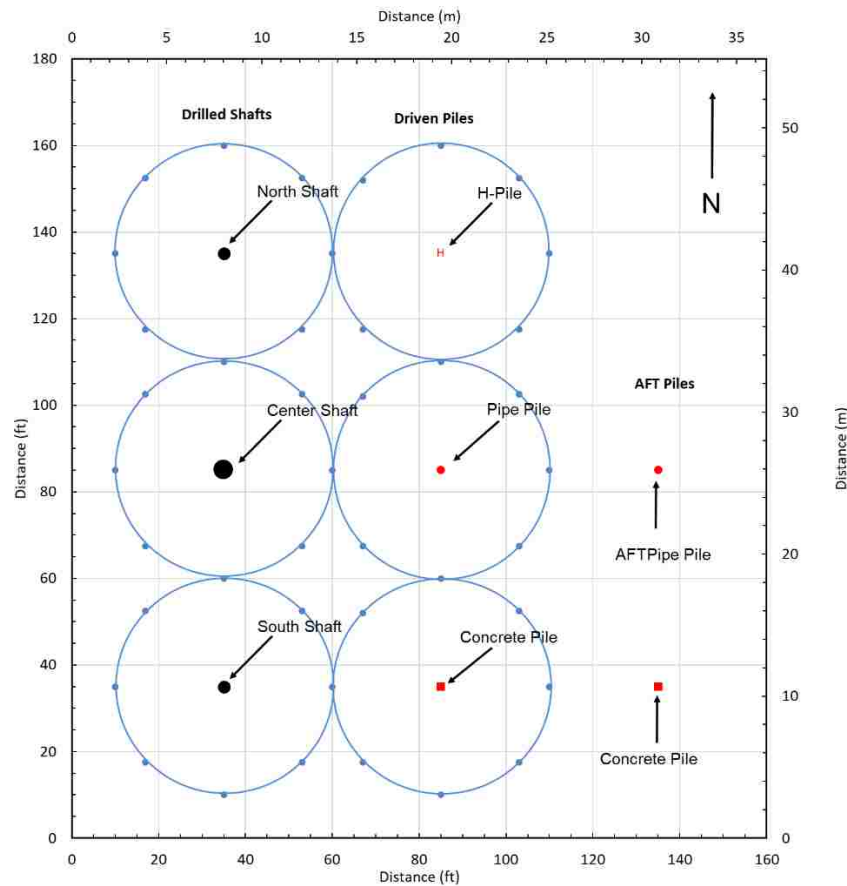 Distance (m)
0 5 10 15 20 25 30 35
180
160
140
120
100
80
60
40
20
0
Distance (ft)
Drilled Shafts
Driven Piles
North Shaft
H-Pile
H
N
Center Shaft
Pipe Pile
AFT Piles
AFTPipe Pile
South Shaft
Concrete Pile
Concrete Pile
50
40
30
20
10
0
Distance (m)
0 20 40 60 80 100 120 140 160
Distance (ft)